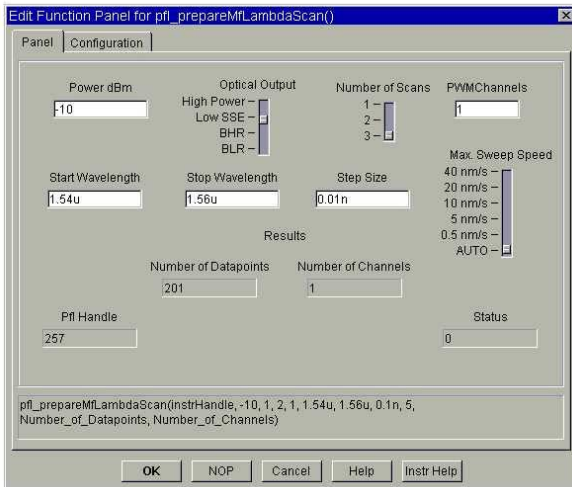 Edit Function Panel for pfl_prepareMfLambdaScan()
Panel
Configuration
Power dBm
-10
Optical Output
High Power
Low SSE
BHR
BLR
Number of Scans
1
2
3
PWMChannels
1
Max. Sweep Speed
40 nm/s
20 nm/s
10 nm/s
5 nm/s
0.5 nm/s
AUTO
Start Wavelength
1.54u
Stop Wavelength
1.56u
Step Size
0.01n
Results
Number of Datapoints
201
Number of Channels
1
Pfl Handle
257
Status
0
pfl_prepareMfLambdaScan(instrHandle, -10, 1, 2, 1, 1.54u, 1.56u, 0.1n, 5,
Number_of_Datapoints, Number_of_Channels)
OK
NOP
Cancel
Help
Instr Help